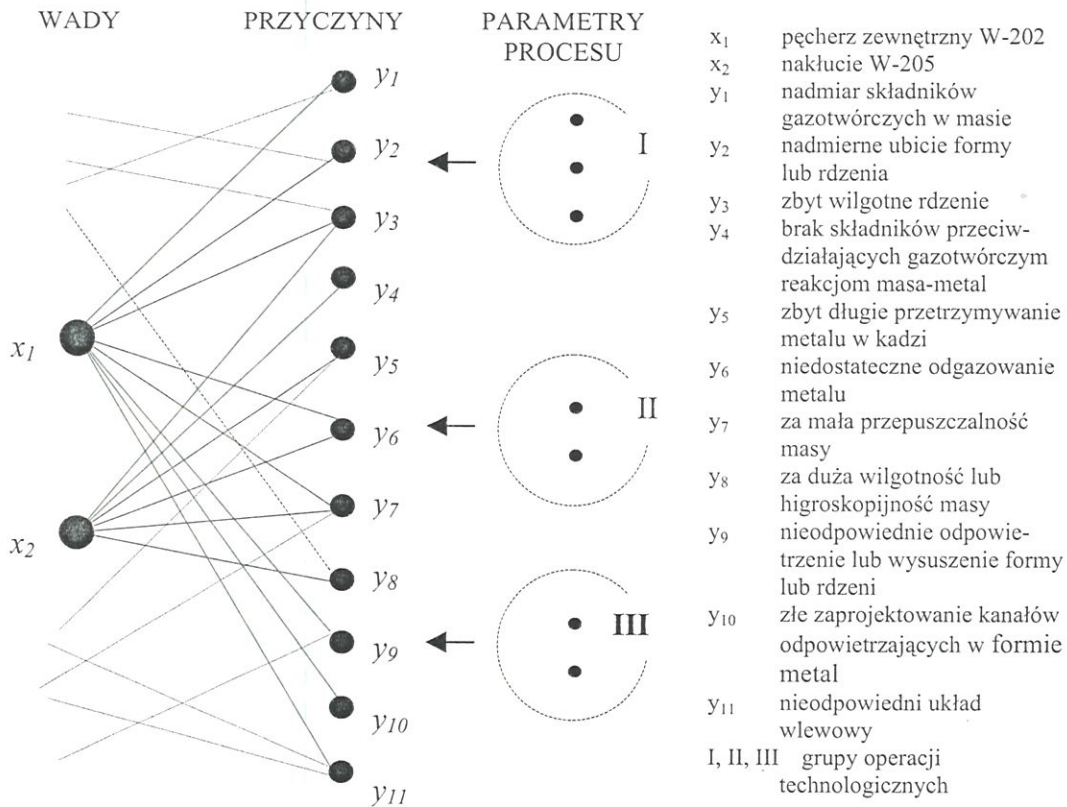 WADY
PRZYCZYNY
PARAMETRY
PROCESU
y1
y2
y3
y4
y5
y6
y7
y8
y9
y10
y11
x1
x2
I
II
III
x1 pęcherz zewnętrzny W-202
x2 nakłucie W-205
y1 nadmiar składników
gazotwórczych w masie
y2 nadmierne ubicie formy
lub rdzenia
y3 zbyt wilgotne rdzenie
y4 brak składników przeciw-
działających gazotwórczym
reakcjom masa-metal
y5 zbyt długie przetrzymywanie
metalu w kadzi
y6 niedostateczne odgazowanie
metalu
y7 za mała przepuszczalność
masy
y8 za duża wilgotność lub
higroskopijność masy
y9 nieodpowiednie odpowie-
trzenie lub wysuszenie formy
lub rdzeni
y10 złe zaprojektowanie kanałów
odpowietrzających w formie
metal
y11 nieodpowiedni układ
wlewowy
I, II, III grupy operacji
technologicznych